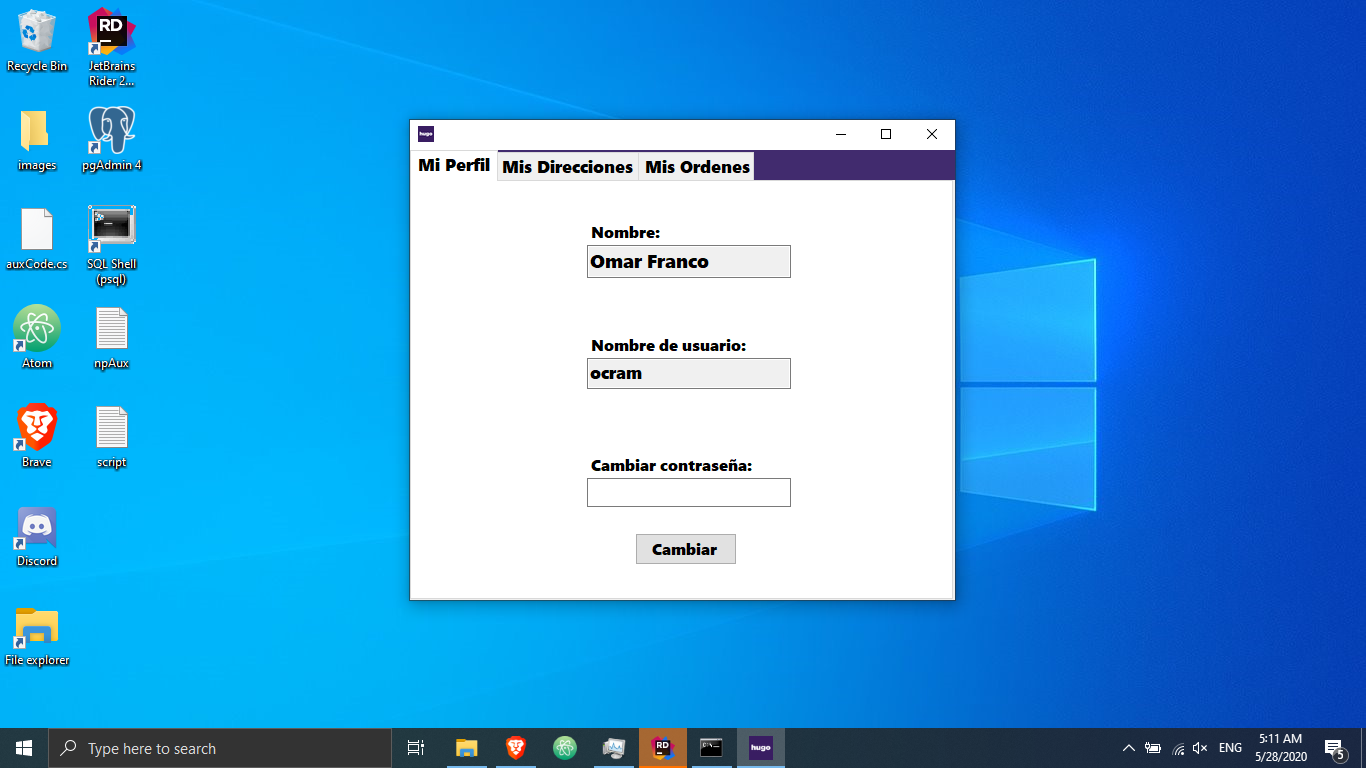 Recycle Bin
RD
JetBrains
Rider 2...
images
pgAdmin 4
auxCode.cs
SQL Shell
(psql)
Atom
npAux
Brave
script
Discord
File explorer
hugo
Mi Perfil
Mis Direcciones
Mis Ordenes
Nombre:
Omar Franco
Nombre de usuario:
ocram
Cambiar contraseña:
Cambiar
Type here to search
RD
hugo
ENG
5:11 AM
5/28/2020
5